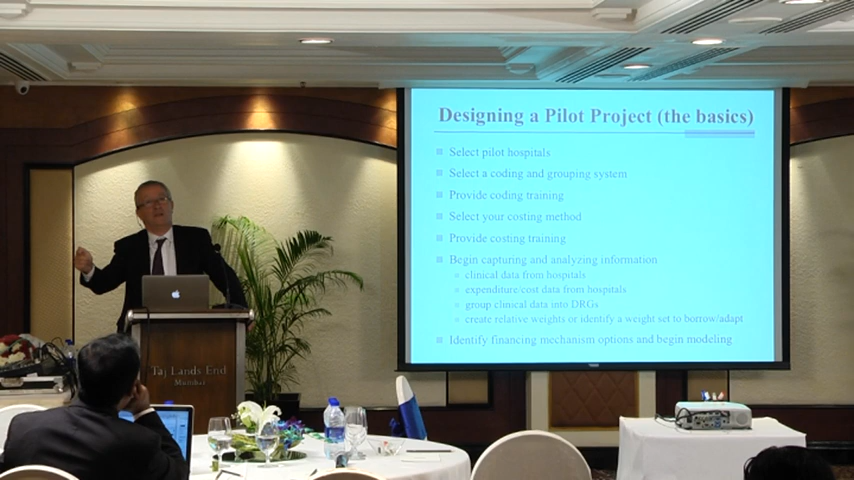 Designing a Pilot Project (the basics)
Select pilot hospitals
Select a coding and grouping system
Provide coding training
Select your costing method
Provide costing training
Begin capturing and analyzing information
clinical data from hospitals
expenditure/cost data from hospitals
group clinical data into DRGs
create relative weights or identify a weight set to borrow/adapt
Identify financing mechanism options and begin modeling
Taj Lands End
Mumbai